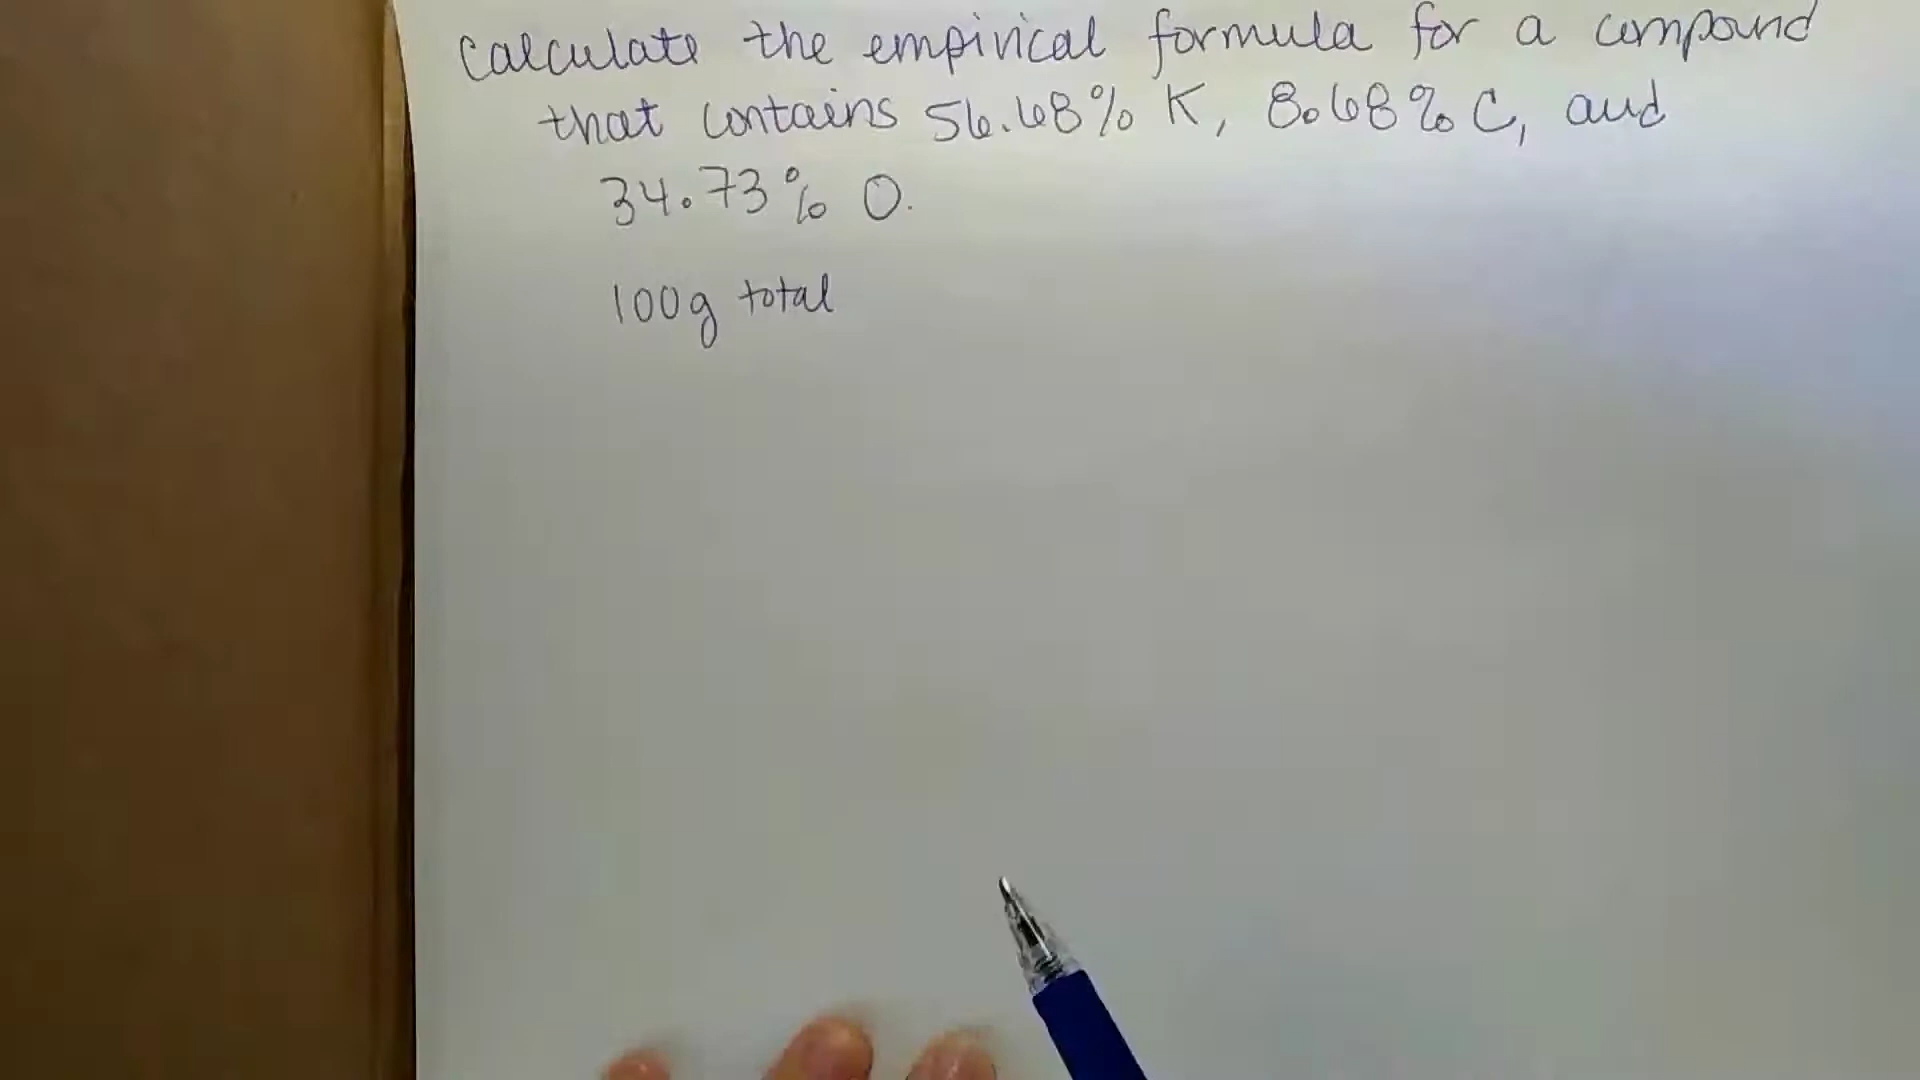 Calculate the empirical formula for a compound
that contains 56.68% K, 8.68% C, and
34.73% O.
100g total